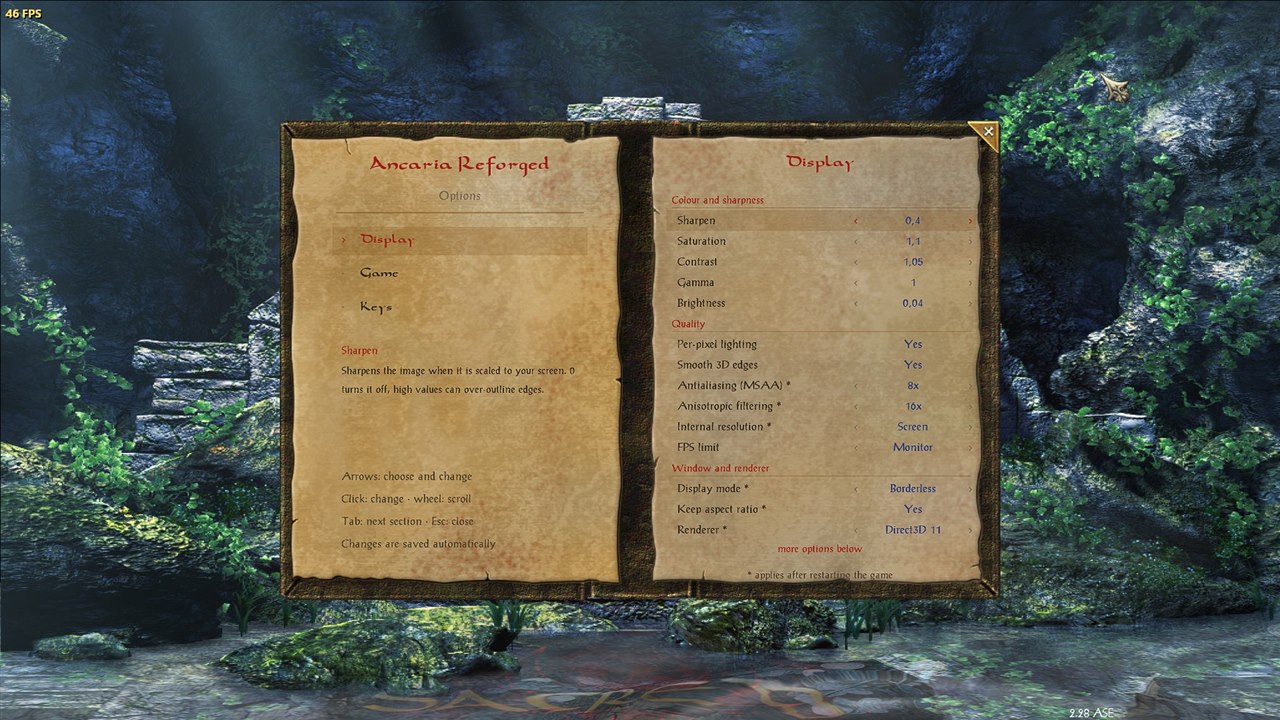 46 FPS
Ancaria Reforged
Options
› Display
Game
Keys
Sharpen
Sharpens the image when it is scaled to your screen. 0
turns it off, high values can over-outline edges.
Arrows: choose and change
Click: change - wheel: scroll
Tab: next section · Esc: close
Changes are saved automatically
Display
Colour and sharpness
Sharpen ‹ 0,4 ›
Saturation ‹ 1,1 ›
Contrast ‹ 1,05 ›
Gamma ‹ 1 ›
Brightness ‹ 0,04 ›
Quality
Per-pixel lighting Yes
Smooth 3D edges Yes
Antialiasing (MSAA) * ‹ 8x ›
Anisotropic filtering * ‹ 16x ›
Internal resolution * ‹ Screen ›
FPS limit ‹ Monitor ›
Window and renderer
Display mode * ‹ Borderless ›
Keep aspect ratio * Yes
Renderer * ‹ Direct3D 11 ›
more options below
* applies after restarting the game
SACRED
2.28 ASE